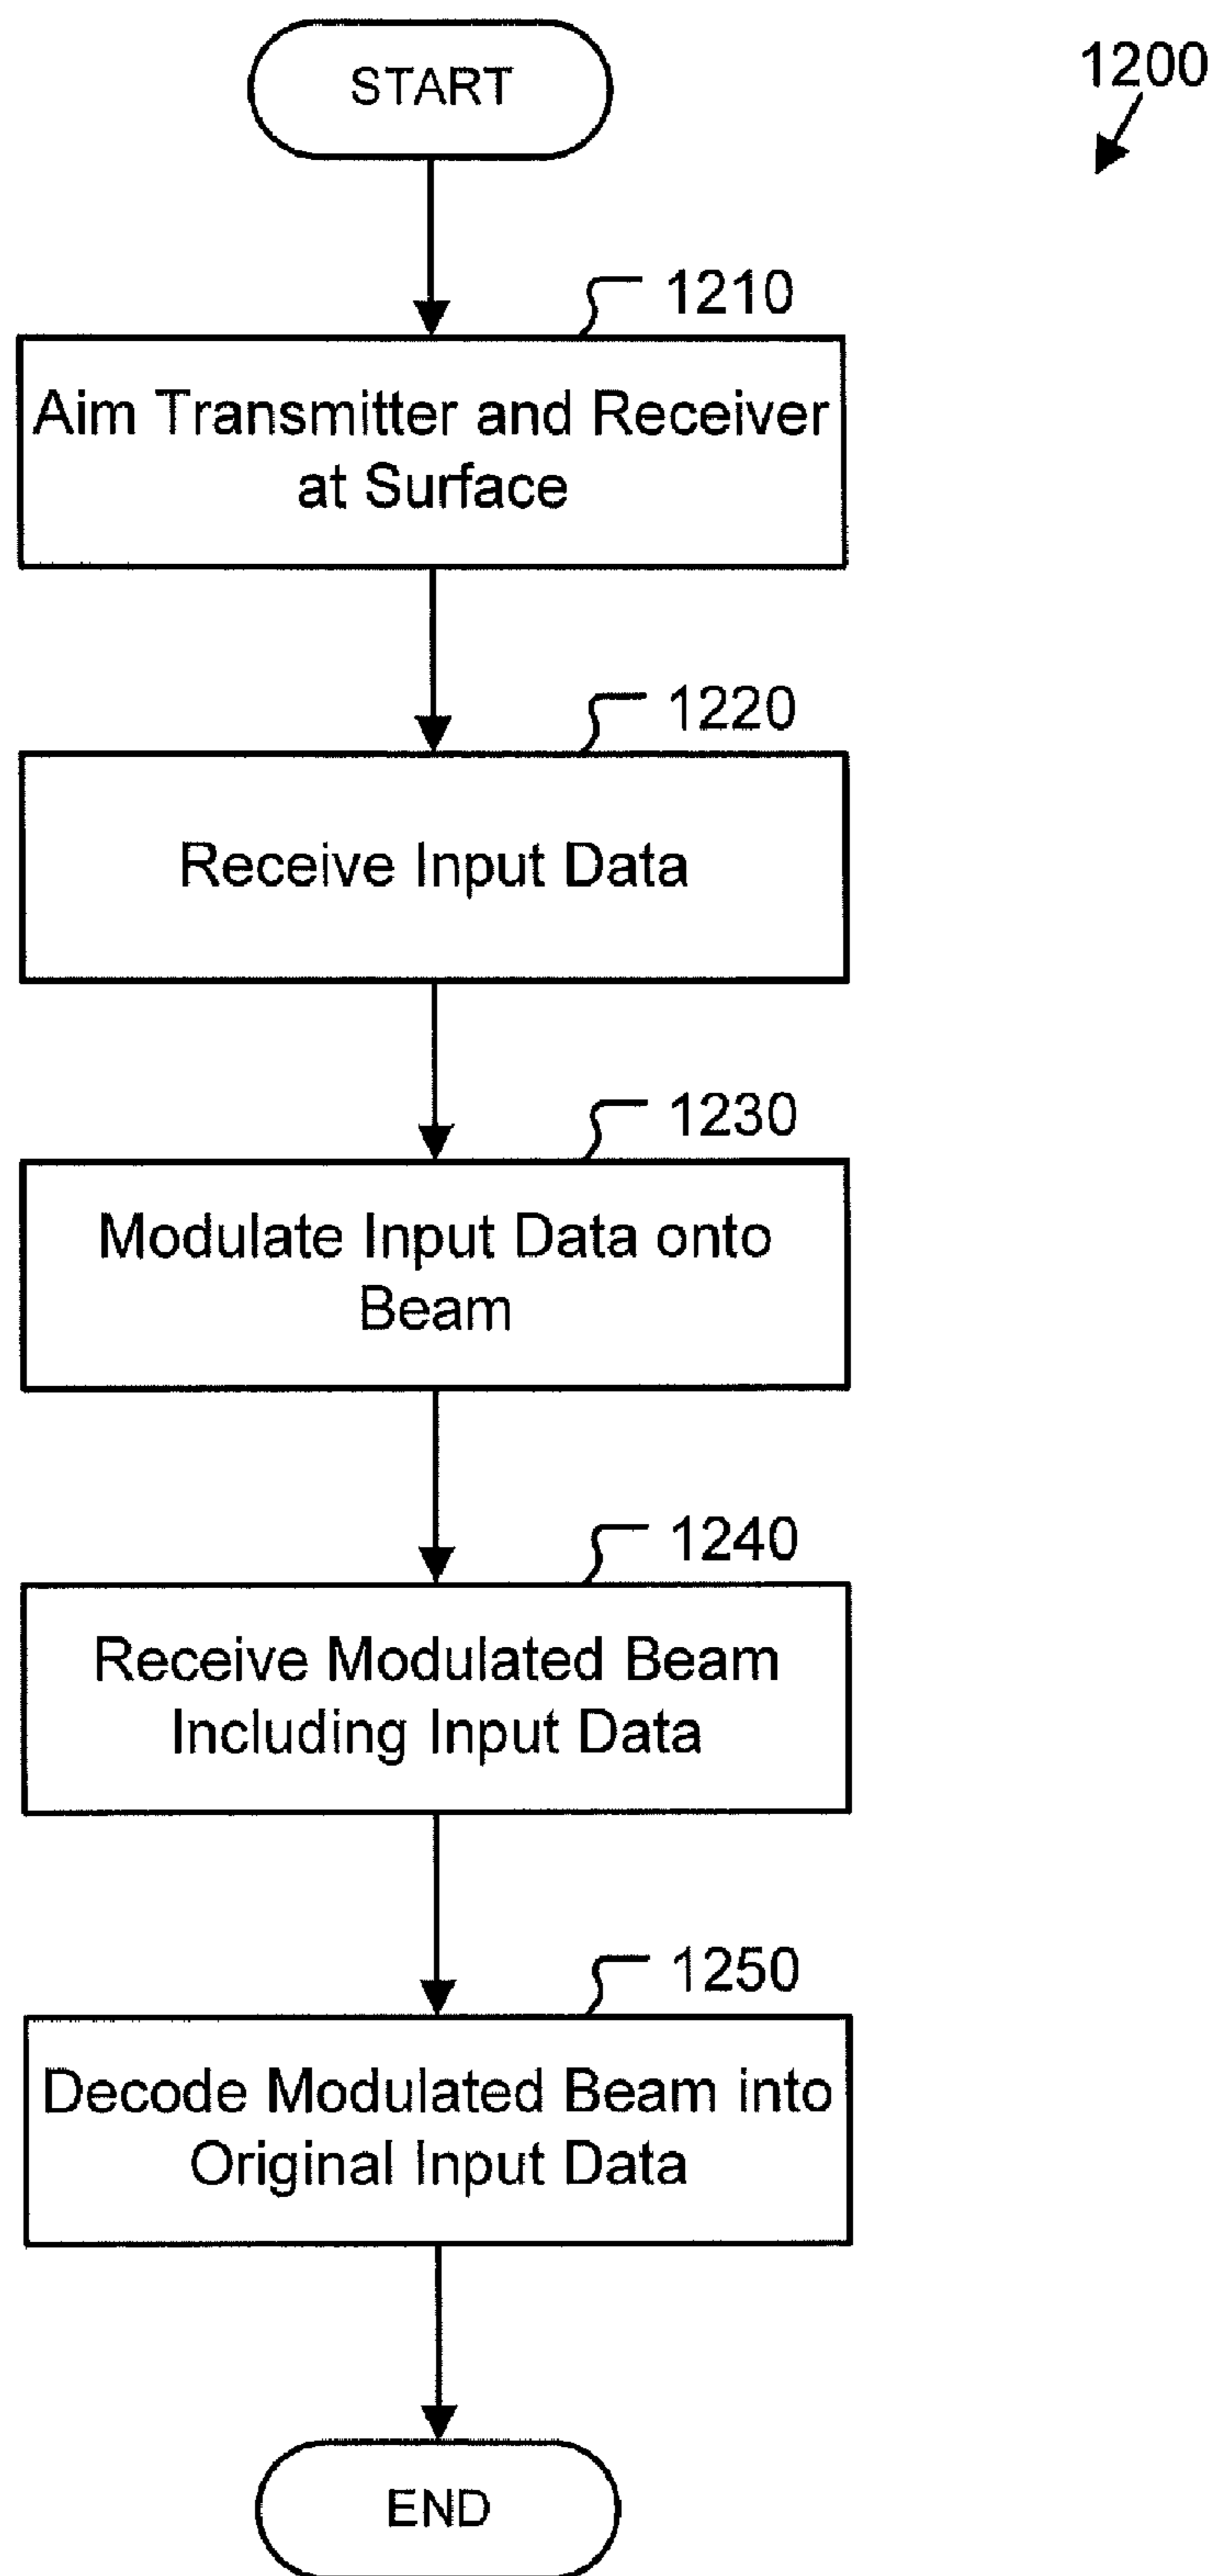 START
1200
1210
Aim Transmitter and Receiver
at Surface
1220
Receive Input Data
1230
Modulate Input Data onto
Beam
1240
Receive Modulated Beam
Including Input Data
1250
Decode Modulated Beam into
Original Input Data
END